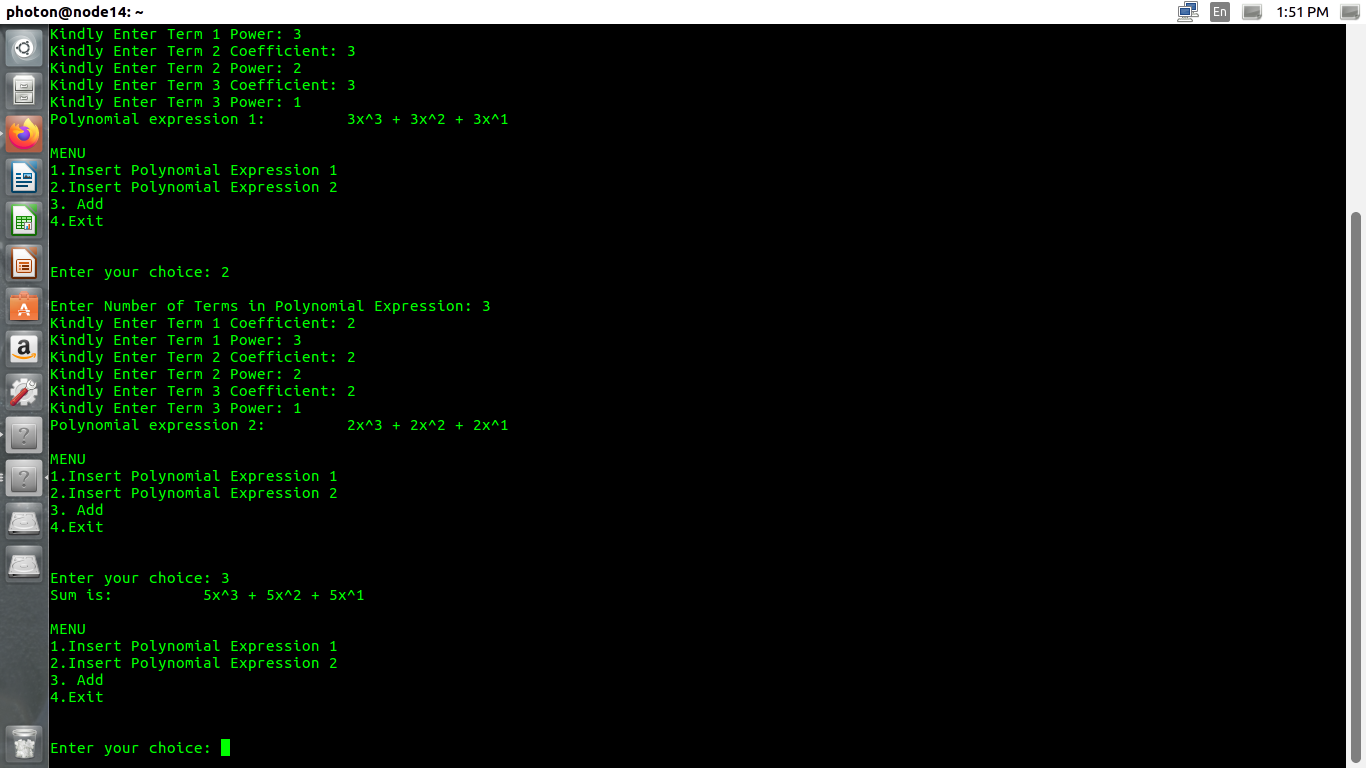 photon@node14: ~
En
1:51 PM
Kindly Enter Term 1 Power: 3
Kindly Enter Term 2 Coefficient: 3
Kindly Enter Term 2 Power: 2
Kindly Enter Term 3 Coefficient: 3
Kindly Enter Term 3 Power: 1
Polynomial expression 1:         3x^3 + 3x^2 + 3x^1
MENU
1.Insert Polynomial Expression 1
2.Insert Polynomial Expression 2
3. Add
4.Exit
Enter your choice: 2
Enter Number of Terms in Polynomial Expression: 3
Kindly Enter Term 1 Coefficient: 2
Kindly Enter Term 1 Power: 3
Kindly Enter Term 2 Coefficient: 2
Kindly Enter Term 2 Power: 2
Kindly Enter Term 3 Coefficient: 2
Kindly Enter Term 3 Power: 1
Polynomial expression 2:         2x^3 + 2x^2 + 2x^1
MENU
1.Insert Polynomial Expression 1
2.Insert Polynomial Expression 2
3. Add
4.Exit
Enter your choice: 3
Sum is:          5x^3 + 5x^2 + 5x^1
MENU
1.Insert Polynomial Expression 1
2.Insert Polynomial Expression 2
3. Add
4.Exit
Enter your choice: